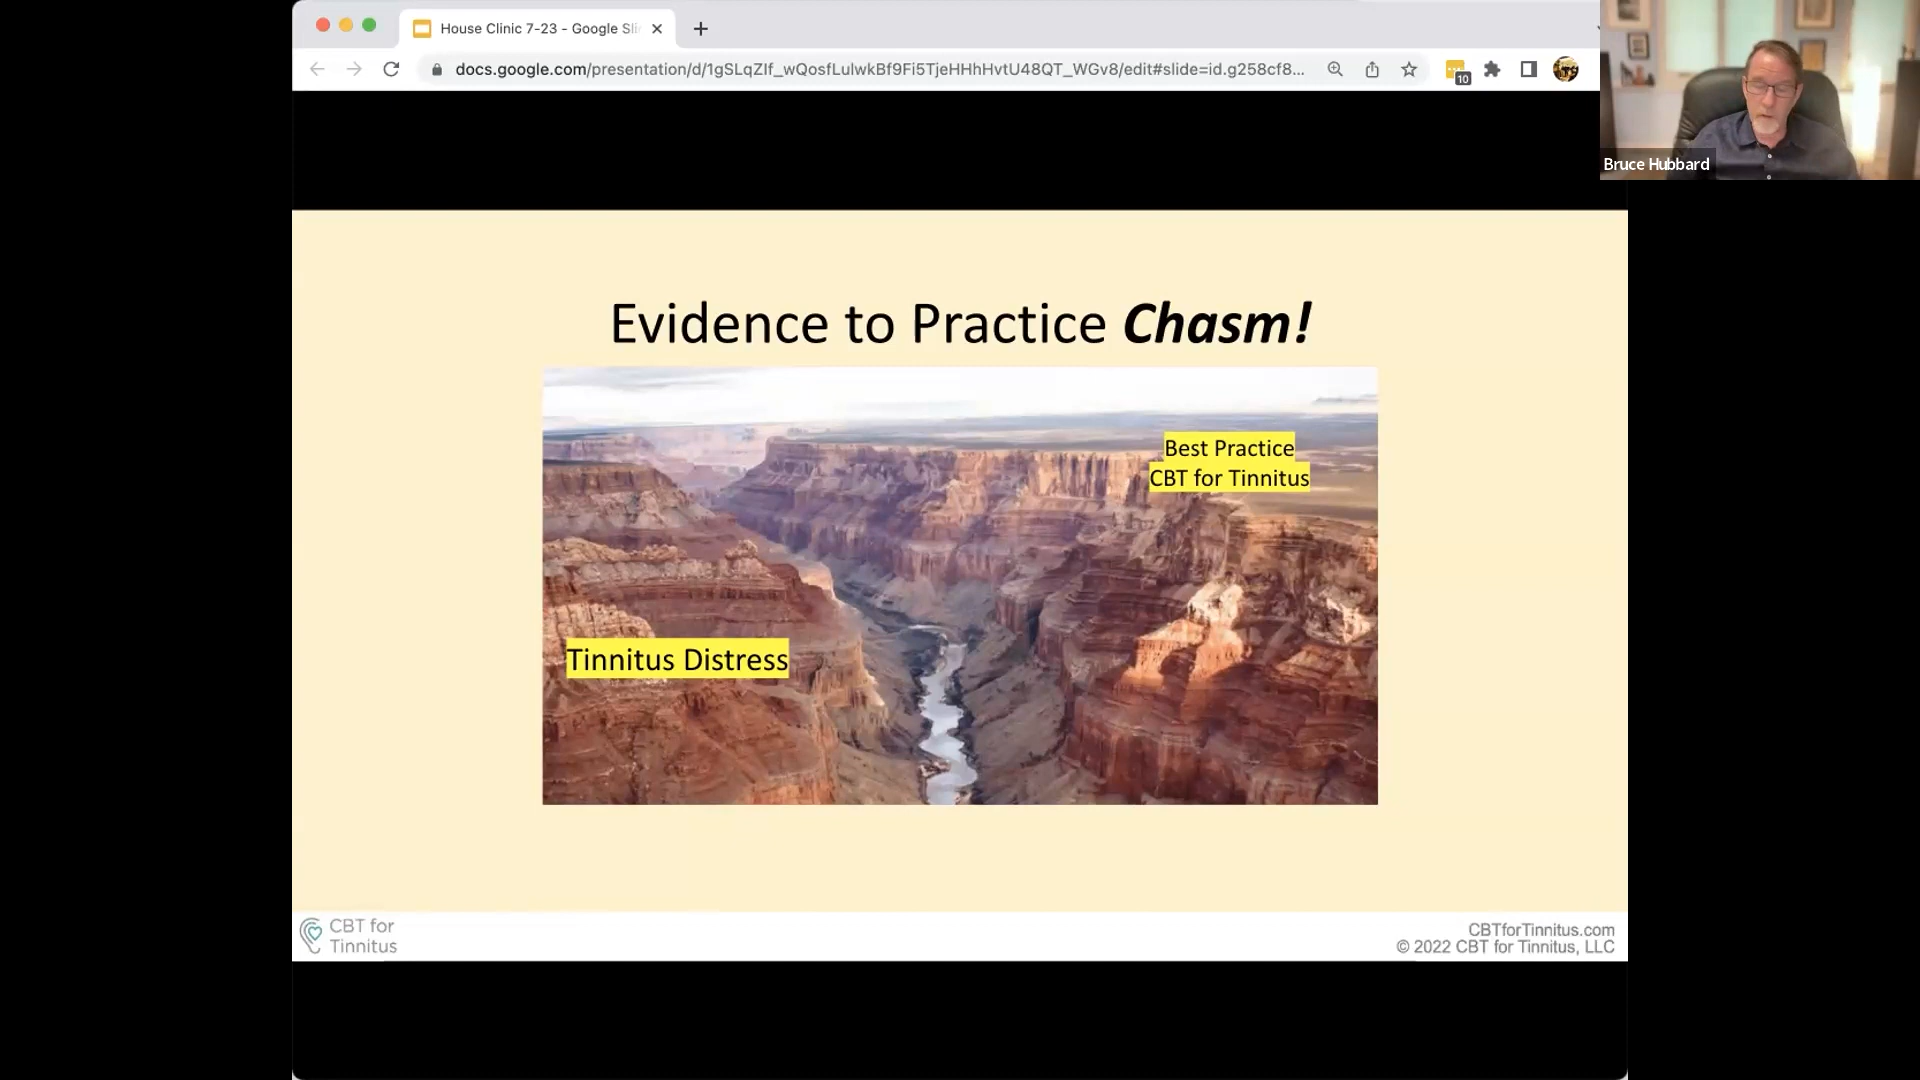 House Clinic 7-23 - Google Sli
docs.google.com/presentation/d/1gSLqZIf_wQosfLulwkBf9Fi5TjeHHhHvtU48QT_WGv8/edit#slide=id.g258cf8...
10
Bruce Hubbard
Evidence to Practice Chasm!
Best Practice
CBT for Tinnitus
Tinnitus Distress
CBT for
Tinnitus
CBTforTinnitus.com
© 2022 CBT for Tinnitus, LLC